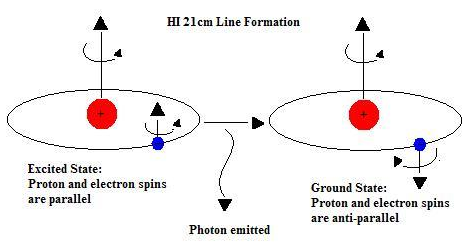 HI 21cm Line Formation
+
+
Excited State:
Proton and electron spins
are parallel
Ground State:
Proton and electron spins
are anti-parallel
Photon emitted